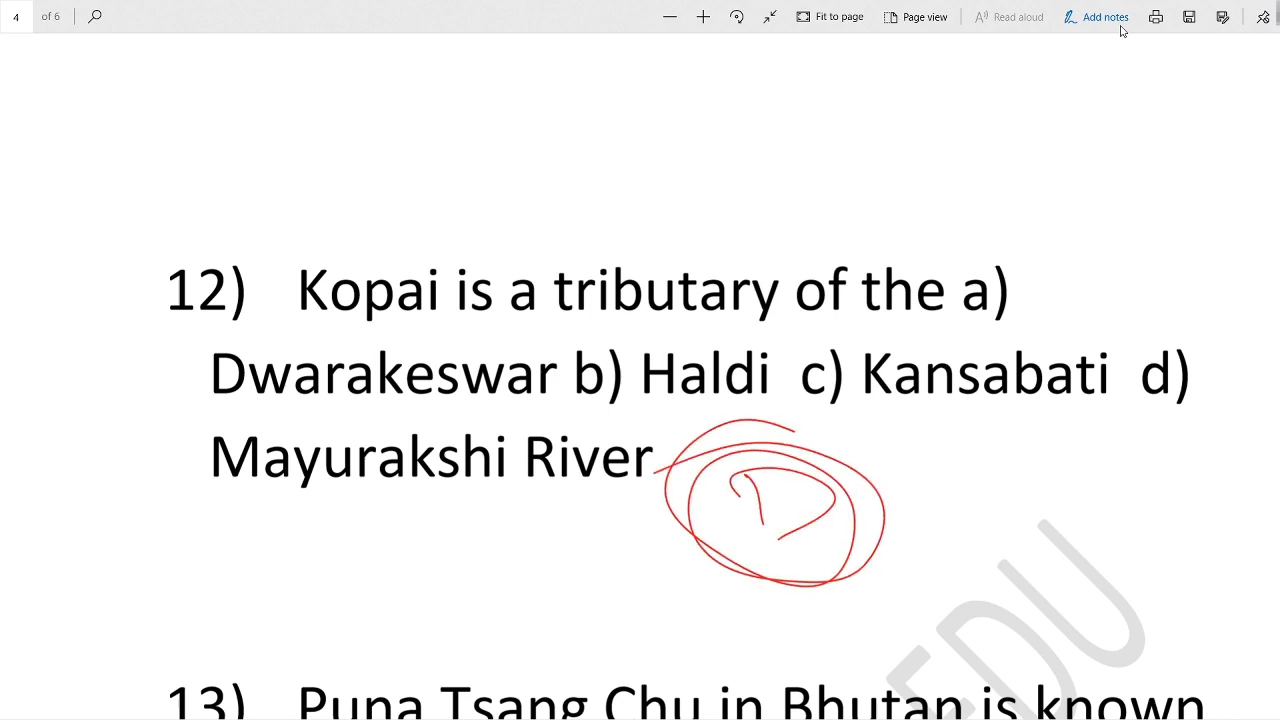 4 of 6 Fit to page Page view Read aloud Add notes
12) Kopai is a tributary of the a)
Dwarakeswar b) Haldi c) Kansabati d)
Mayurakshi River
D
EDU
13) Puna Tsang Chu in Bhutan is known